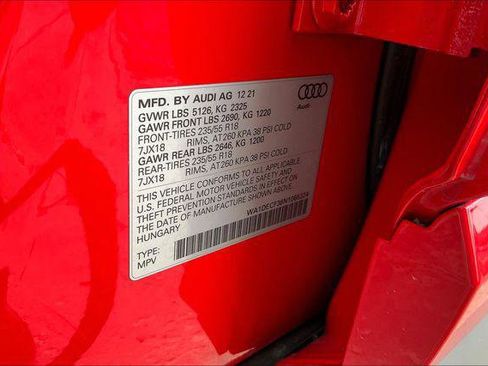 MFD. BY AUDI AG 12 21
GVWR LBS 5126, KG 2325
GAWR FRONT LBS 2690, KG 1220
FRONT-TIRES 235/55 R18
7JX18 RIMS, AT 260 KPA 38 PSI COLD
GAWR REAR LBS 2646, KG 1200
REAR-TIRES 235/55 R18
7JX18 RIMS, AT 260 KPA 38 PSI COLD
THIS VEHICLE CONFORMS TO ALL APPLICABLE
U.S. FEDERAL MOTOR VEHICLE SAFETY AND
THEFT PREVENTION STANDARDS IN EFFECT ON
THE DATE OF MANUFACTURE SHOWN ABOVE.
HUNGARY
TYPE:
MPV
Audi